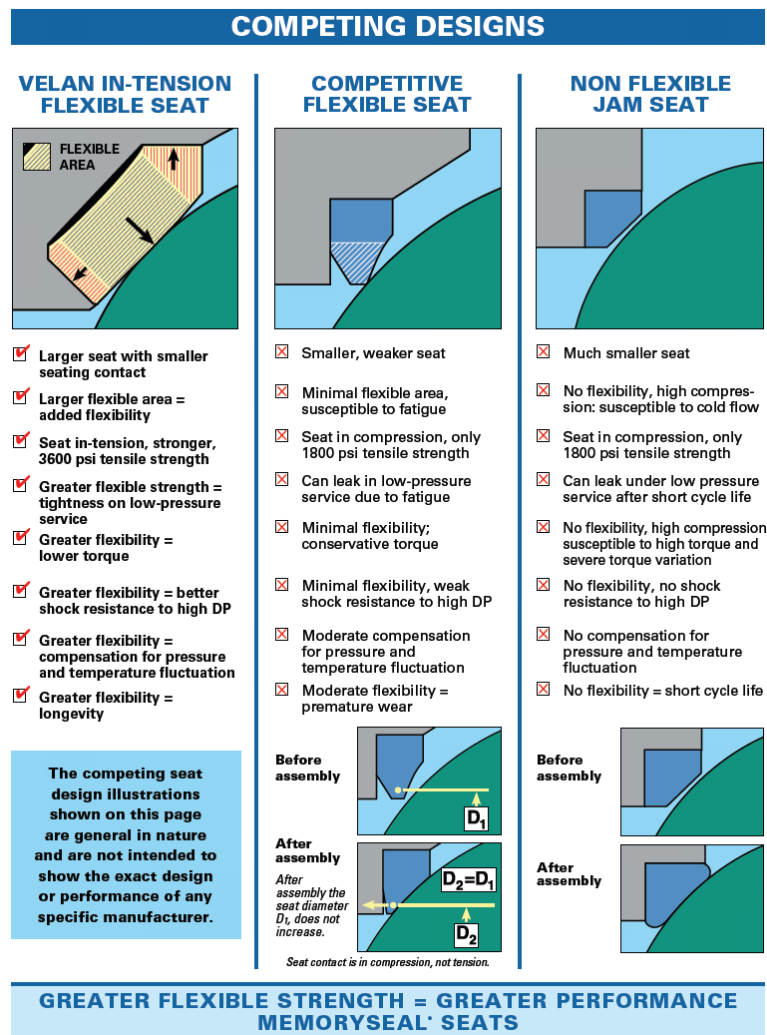 COMPETING DESIGNS
VELAN IN-TENSION
FLEXIBLE SEAT
FLEXIBLE
AREA
Larger seat with smaller
seating contact
Larger flexible area =
added flexibility
Seat in-tension, stronger,
3600 psi tensile strength
Greater flexible strength =
tightness on low-pressure
service
Greater flexibility =
lower torque
Greater flexibility = better
shock resistance to high DP
Greater flexibility =
compensation for pressure
and temperature fluctuation
Greater flexibility =
longevity
The competing seat
design illustrations
shown on this page
are general in nature
and are not intended to
show the exact design
or performance of any
specific manufacturer.
COMPETITIVE
FLEXIBLE SEAT
Smaller, weaker seat
Minimal flexible area,
susceptible to fatigue
Seat in compression, only
1800 psi tensile strength
Can leak in low-pressure
service due to fatigue
Minimal flexibility;
conservative torque
Minimal flexibility, weak
shock resistance to high DP
Moderate compensation
for pressure and
temperature fluctuation
Moderate flexibility =
premature wear
Before
assembly
D₁
After
assembly
After
assembly the
seat diameter
D₁, does not
increase.
D₂=D₁
D₂
Seat contact is in compression, not tension.
NON FLEXIBLE
JAM SEAT
Much smaller seat
No flexibility, high compres-
sion: susceptible to cold flow
Seat in compression, only
1800 psi tensile strength
Can leak under low pressure
service after short cycle life
No flexibility, high compression
susceptible to high torque and
severe torque variation
No flexibility, no shock
resistance to high DP
No compensation for
pressure and temperature
fluctuation
No flexibility = short cycle life
Before
assembly
After
assembly
GREATER FLEXIBLE STRENGTH = GREATER PERFORMANCE
MEMORYSEAL• SEATS